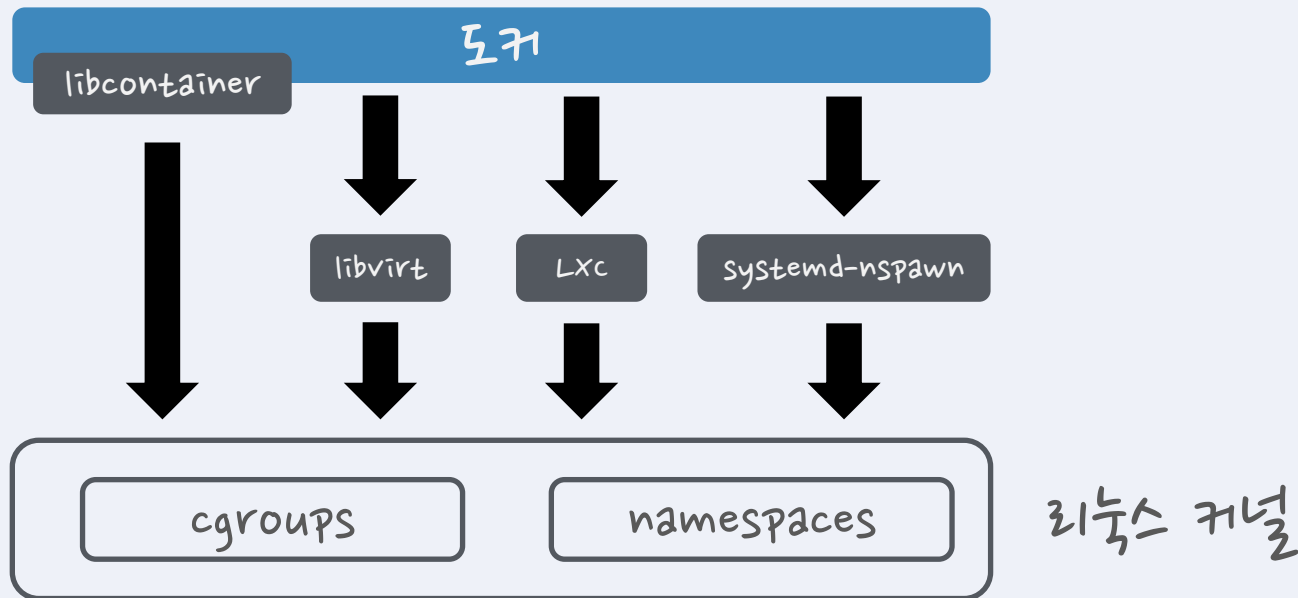 도커
libcontainer
libvirt
LXC
systemd-nspawn
cgroups
namespaces
리눅스 커널